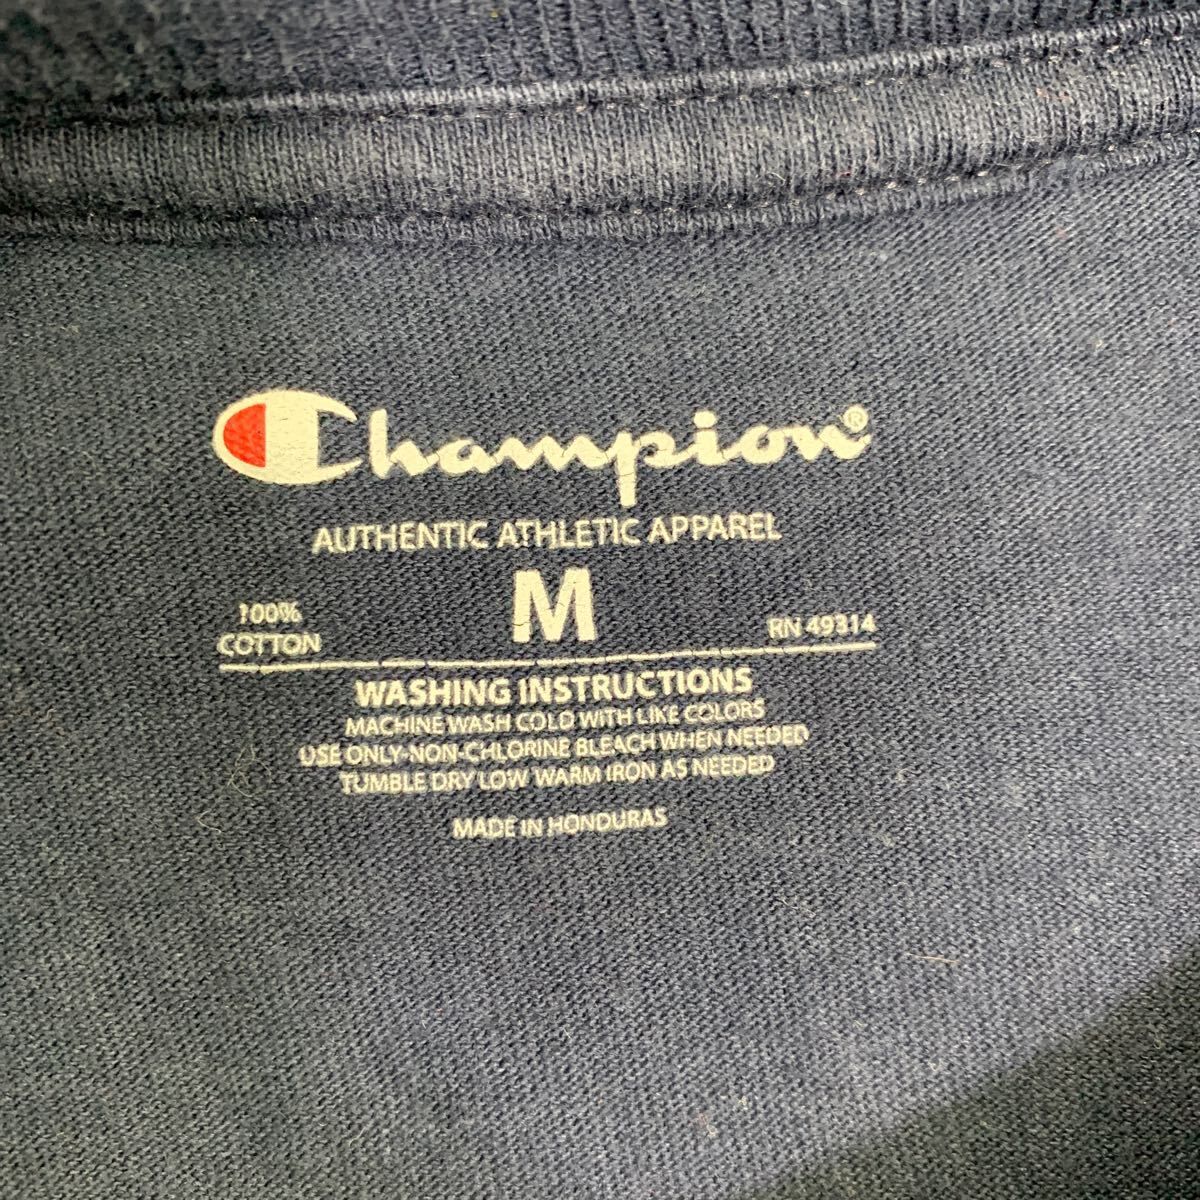 Champion®
AUTHENTIC ATHLETIC APPAREL
100%
COTTON
M
RN 49314
WASHING INSTRUCTIONS
MACHINE WASH COLD WITH LIKE COLORS
USE ONLY-NON-CHLORINE BLEACH WHEN NEEDED
TUMBLE DRY LOW WARM IRON AS NEEDED
MADE IN HONDURAS